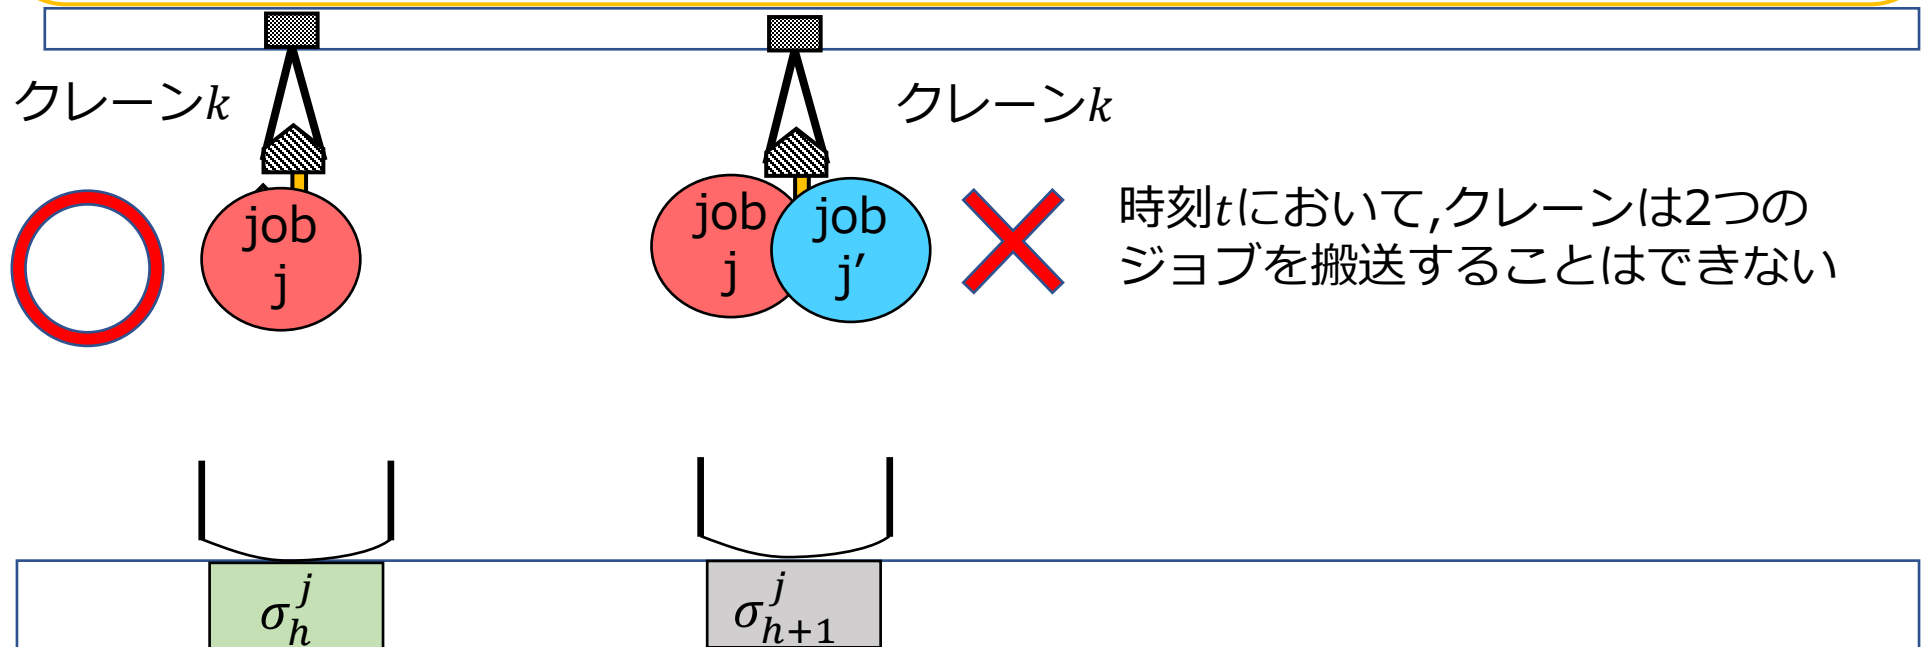 クレーンk
クレーンk
job
j
job
j
job
j′
時刻tにおいて,クレーンは2つの
ジョブを搬送することはできない
σ_h^j
σ_{h+1}^j